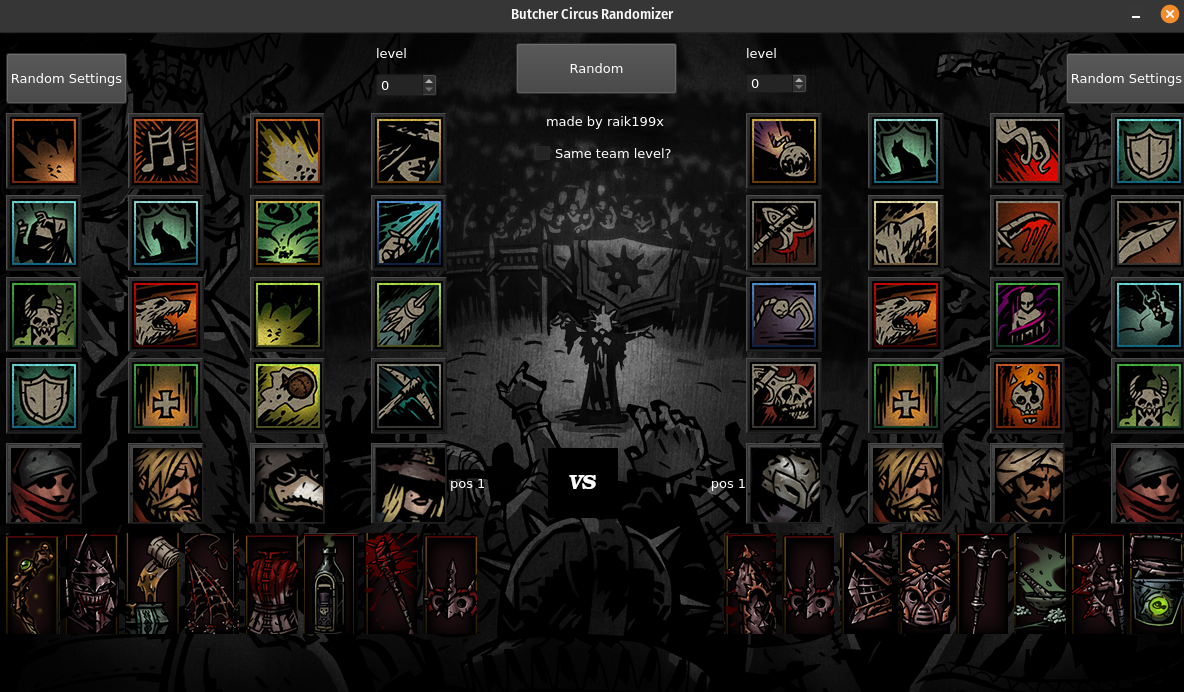 Butcher Circus Randomizer
Random Settings
level
0
Random
level
0
Random Settings
made by raik199x
Same team level?
pos 1
VS
pos 1